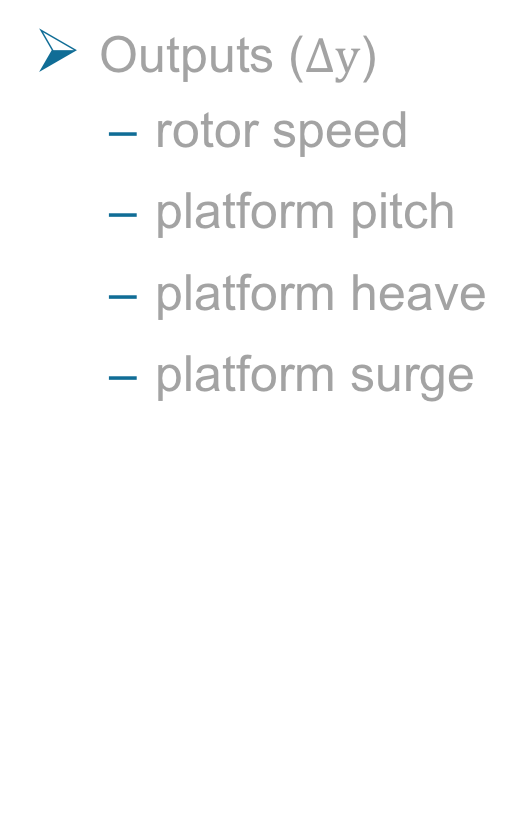 ➢ Outputs (Δy)
– rotor speed
– platform pitch
– platform heave
– platform surge